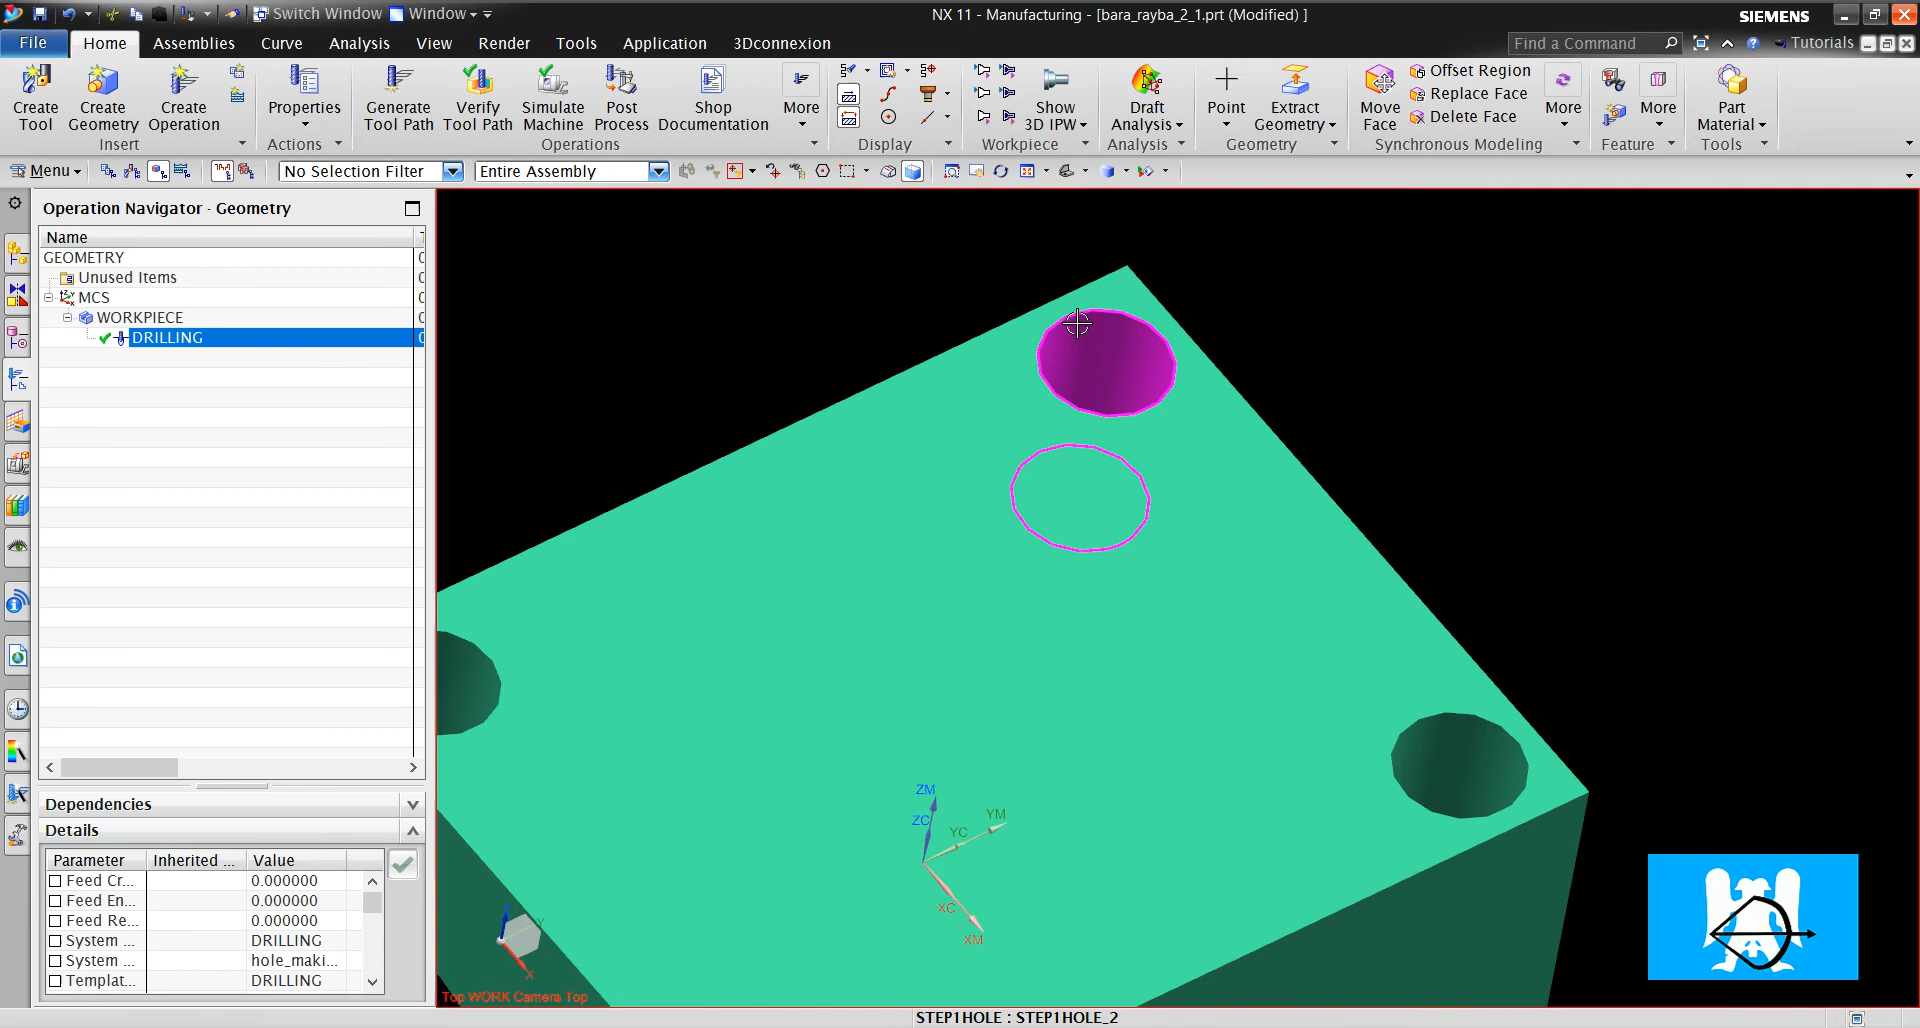 Switch Window Window
NX 11 - Manufacturing - [bara_rayba_2_1.prt (Modified) ]
SIEMENS
File Home Assemblies Curve Analysis View Render Tools Application 3Dconnexion
Find a Command
Tutorials
Create Tool
Create Geometry
Create Operation
Insert
Properties
Actions
Generate Tool Path
Verify Tool Path
Simulate Machine
Post Process
Shop Documentation
More
Operations
Display
Show 3D IPW
Workpiece
Draft Analysis
Analysis
Point
Extract Geometry
Geometry
Move Face
Offset Region
Replace Face
Delete Face
More
Synchronous Modeling
More
Feature
Part Material
Tools
Menu
No Selection Filter
Entire Assembly
Operation Navigator - Geometry
Name
GEOMETRY
Unused Items
MCS
WORKPIECE
DRILLING
Dependencies
Details
Parameter Inherited ... Value
Feed Cr... 0.000000
Feed En... 0.000000
Feed Re... 0.000000
System ... DRILLING
System ... hole_maki...
Templat... DRILLING
ZM
ZC
YM
YC
XC
XM
Y
X
Top WORK Camera Top
STEP1HOLE : STEP1HOLE_2